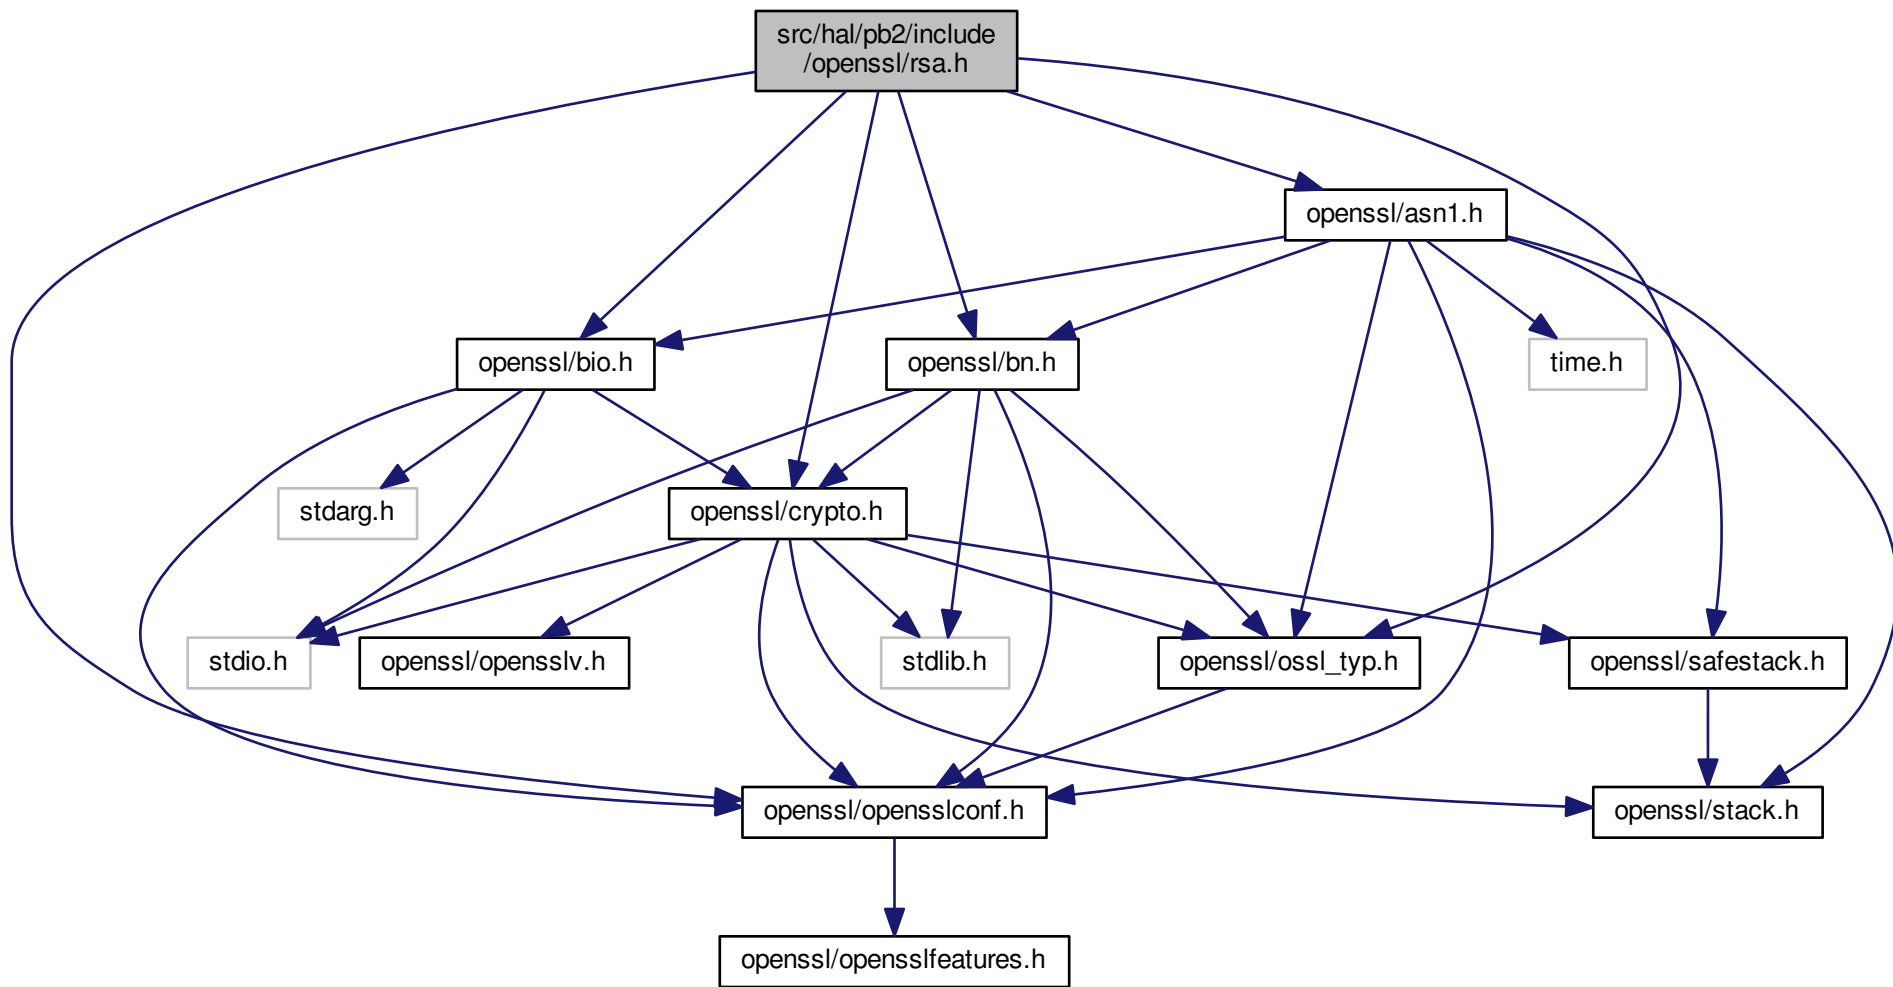 src/hal/pb2/include
/openssl/rsa.h
openssl/asn1.h
openssl/bio.h
openssl/bn.h
time.h
stdarg.h
openssl/crypto.h
stdio.h
openssl/opensslv.h
stdlib.h
openssl/ossl_typ.h
openssl/safestack.h
openssl/opensslconf.h
openssl/stack.h
openssl/opensslfeatures.h